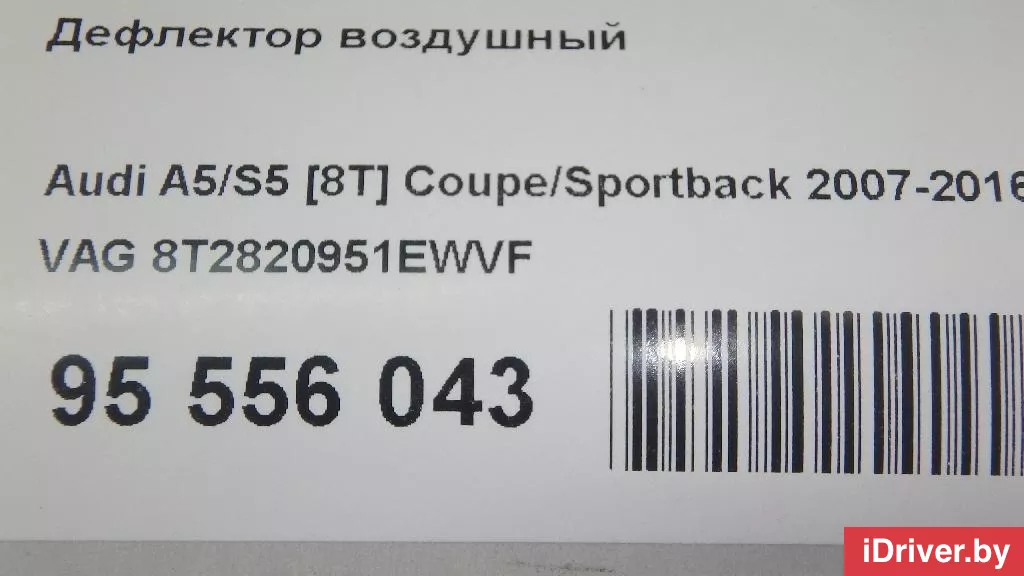 Дефлектор воздушный
Audi A5/S5 [8T] Coupe/Sportback 2007-2016
VAG 8T2820951EWVF
95 556 043
iDriver.by